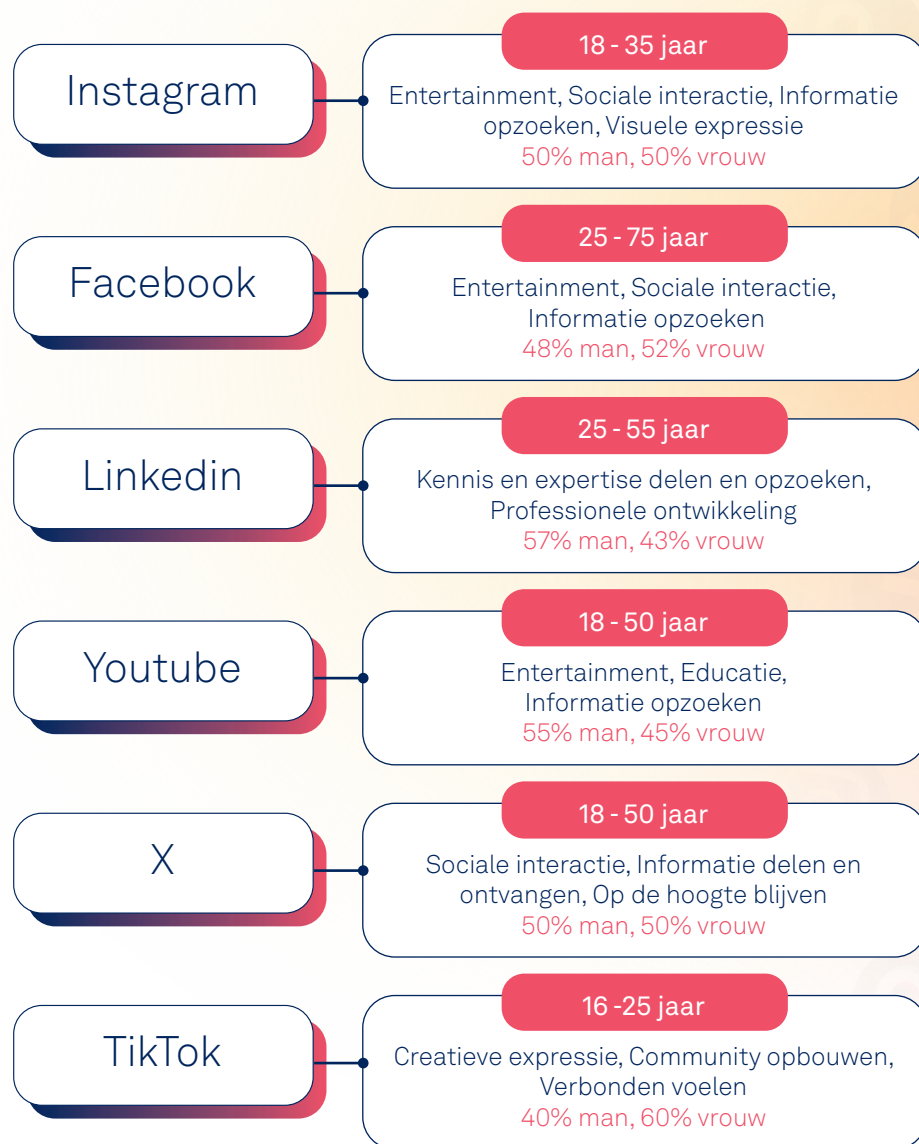 Instagram
18 - 35 jaar
Entertainment, Sociale interactie, Informatie
opzoeken, Visuele expressie
50% man, 50% vrouw
Facebook
25 - 75 jaar
Entertainment, Sociale interactie,
Informatie opzoeken
48% man, 52% vrouw
Linkedin
25 - 55 jaar
Kennis en expertise delen en opzoeken,
Professionele ontwikkeling
57% man, 43% vrouw
Youtube
18 - 50 jaar
Entertainment, Educatie,
Informatie opzoeken
55% man, 45% vrouw
X
18 - 50 jaar
Sociale interactie, Informatie delen en
ontvangen, Op de hoogte blijven
50% man, 50% vrouw
TikTok
16 -25 jaar
Creatieve expressie, Community opbouwen,
Verbonden voelen
40% man, 60% vrouw